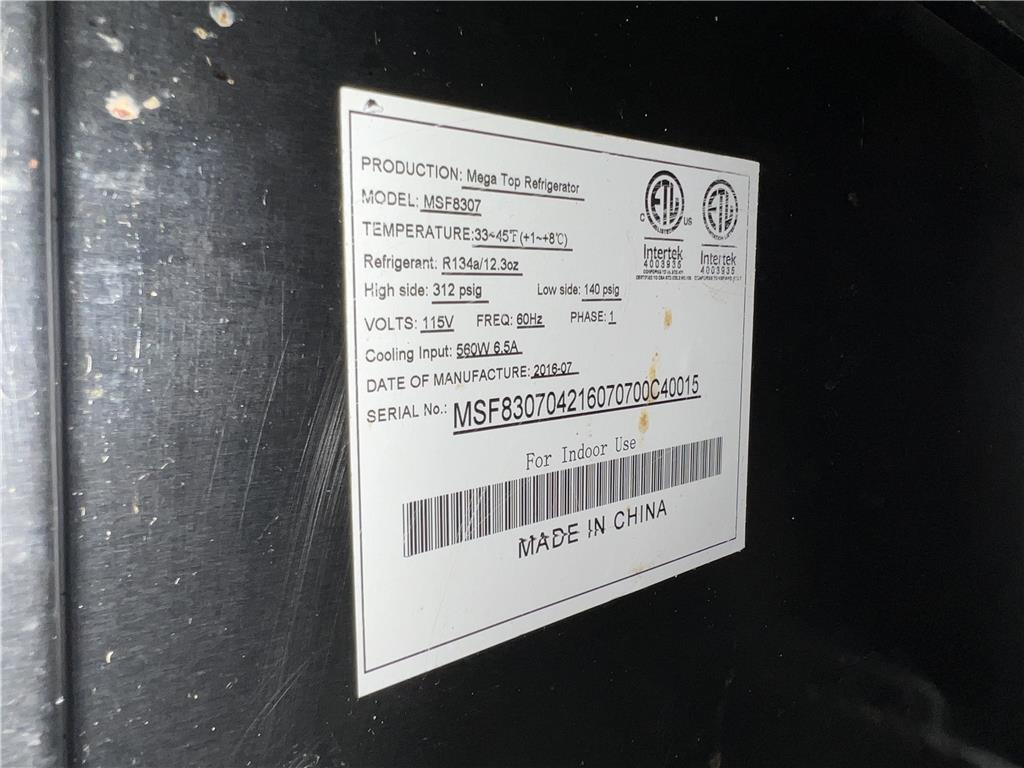 PRODUCTION: Mega Top Refrigerator
MODEL: MSF8307
TEMPERATURE:33~45℉(+1~+8℃)
Refrigerant: R134a/12.3oz
High side: 312 psig Low side: 140 psig
VOLTS: 115V FREQ: 60Hz PHASE: 1
Cooling Input: 560W 6.5A
DATE OF MANUFACTURE: 2016-07
SERIAL No.: MSF830704216070700C40015
For Indoor Use
MADE IN CHINA
ETL
C US
LISTED
Intertek
4003935
ETL
Intertek
4003935